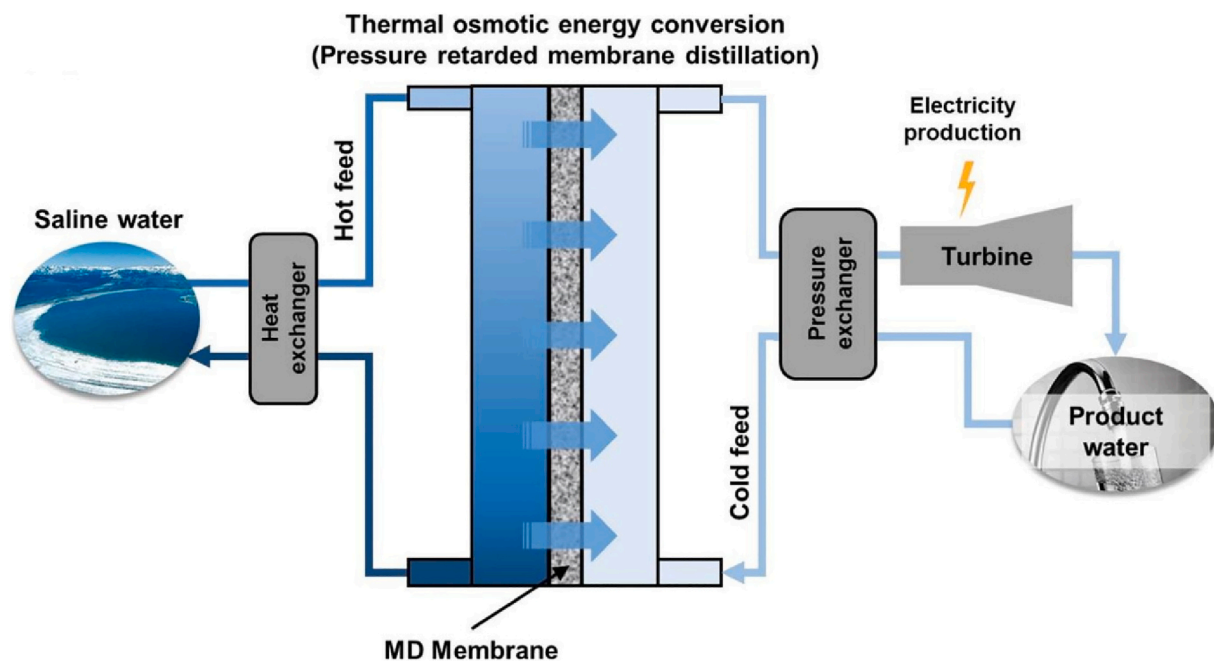 Thermal osmotic energy conversion
(Pressure retarded membrane distillation)
Electricity
production
Saline water
Hot feed
Heat
exchanger
Pressure
exchanger
Turbine
Cold feed
Product
water
MD Membrane